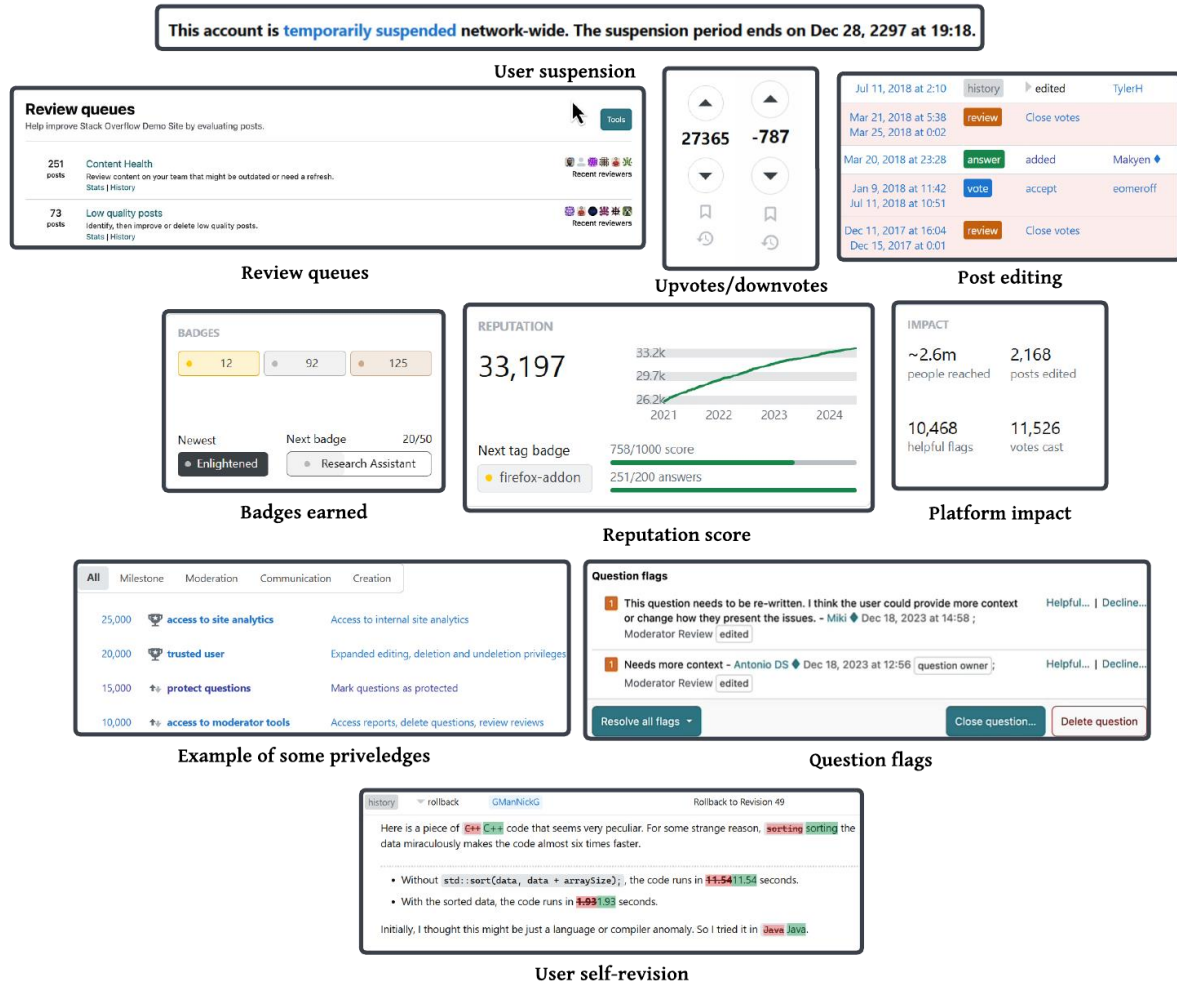 This account is temporarily suspended network-wide. The suspension period ends on Dec 28, 2297 at 19:18.
User suspension
Review queues
Help improve Stack Overflow Demo Site by evaluating posts.
Tools
251 posts
Content Health
Review content on your team that might be outdated or need a refresh.
Stats | History
Recent reviewers
73 posts
Low quality posts
Identify, then improve or delete low quality posts.
Stats | History
Recent reviewers
Review queues
27365 -787
Upvotes/downvotes
Jul 11, 2018 at 2:10 history edited TylerH
Mar 21, 2018 at 5:38 review Close votes
Mar 25, 2018 at 0:02
Mar 20, 2018 at 23:28 answer added Makyen
Jan 9, 2018 at 11:42 vote accept eomeroff
Jul 11, 2018 at 10:51
Dec 11, 2017 at 16:04 review Close votes
Dec 15, 2017 at 0:01
Post editing
BADGES
12 92 125
Newest
Enlightened
Next badge 20/50
Research Assistant
Badges earned
REPUTATION
33,197
33.2k
29.7k
26.2k
2021 2022 2023 2024
Next tag badge
firefox-addon
758/1000 score
251/200 answers
Reputation score
IMPACT
~2.6m people reached
2,168 posts edited
10,468 helpful flags
11,526 votes cast
Platform impact
All Milestone Moderation Communication Creation
25,000 access to site analytics Access to internal site analytics
20,000 trusted user Expanded editing, deletion and undeletion privileges
15,000 protect questions Mark questions as protected
10,000 access to moderator tools Access reports, delete questions, review reviews
Example of some priveledges
Question flags
1 This question needs to be re-written. I think the user could provide more context Helpful... | Decline...
or change how they present the issues. - Miki ♦ Dec 18, 2023 at 14:58 ;
Moderator Review edited
1 Needs more context – Antonio DS ♦ Dec 18, 2023 at 12:56 question owner ; Helpful... | Decline...
Moderator Review edited
Resolve all flags Close question... Delete question
Question flags
history rollback GManNickG Rollback to Revision 49
Here is a piece of C++ C++ code that seems very peculiar. For some strange reason, sorting sorting the
data miraculously makes the code almost six times faster.
• Without std::sort(data, data + arraySize);, the code runs in 11.5411.54 seconds.
• With the sorted data, the code runs in 1.931.93 seconds.
Initially, I thought this might be just a language or compiler anomaly. So I tried it in Java Java.
User self-revision